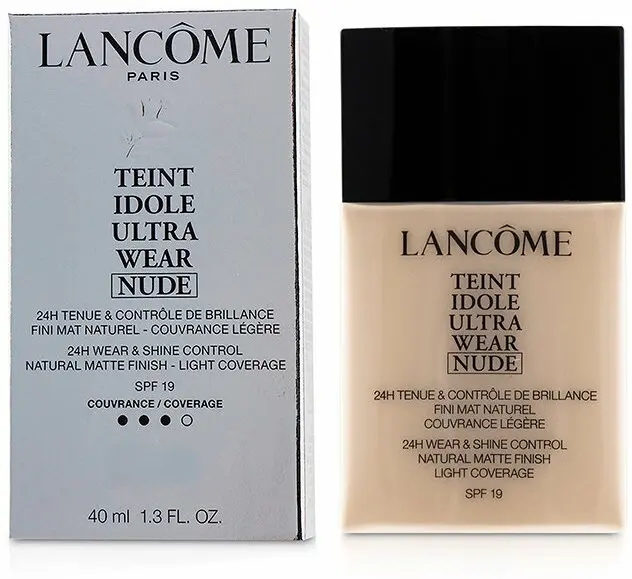 LANCÔME
PARIS
TEINT
IDOLE
ULTRA
WEAR
NUDE
24H TENUE & CONTRÔLE DE BRILLANCE
FINI MAT NATUREL - COUVRANCE LÉGÈRE
24H WEAR & SHINE CONTROL
NATURAL MATTE FINISH - LIGHT COVERAGE
SPF 19
COUVRANCE / COVERAGE
40 ml 1.3 FL. OZ.
LANCÔME
TEINT
IDOLE
ULTRA
WEAR
NUDE
24H TENUE & CONTRÔLE DE BRILLANCE
FINI MAT NATUREL
COUVRANCE LÉGÈRE
24H WEAR & SHINE CONTROL
NATURAL MATTE FINISH
LIGHT COVERAGE
SPF 19